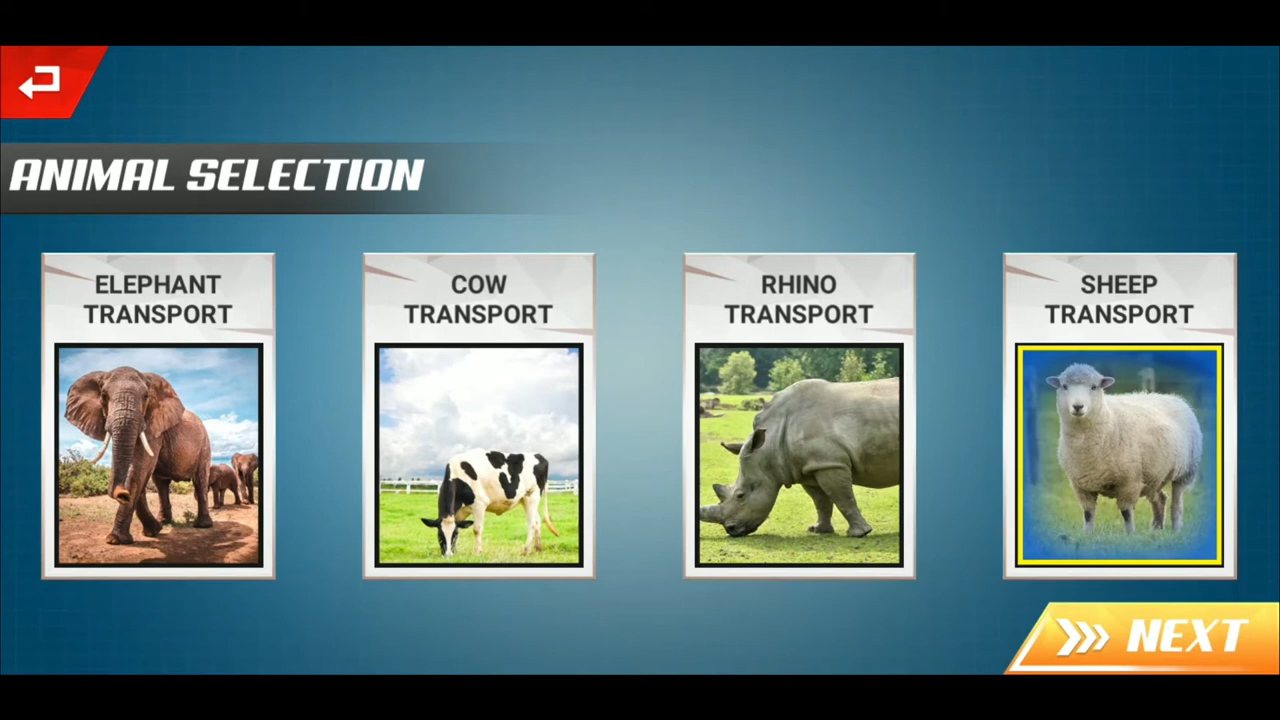 ANIMAL SELECTION
ELEPHANT
TRANSPORT
COW
TRANSPORT
RHINO
TRANSPORT
SHEEP
TRANSPORT
NEXT